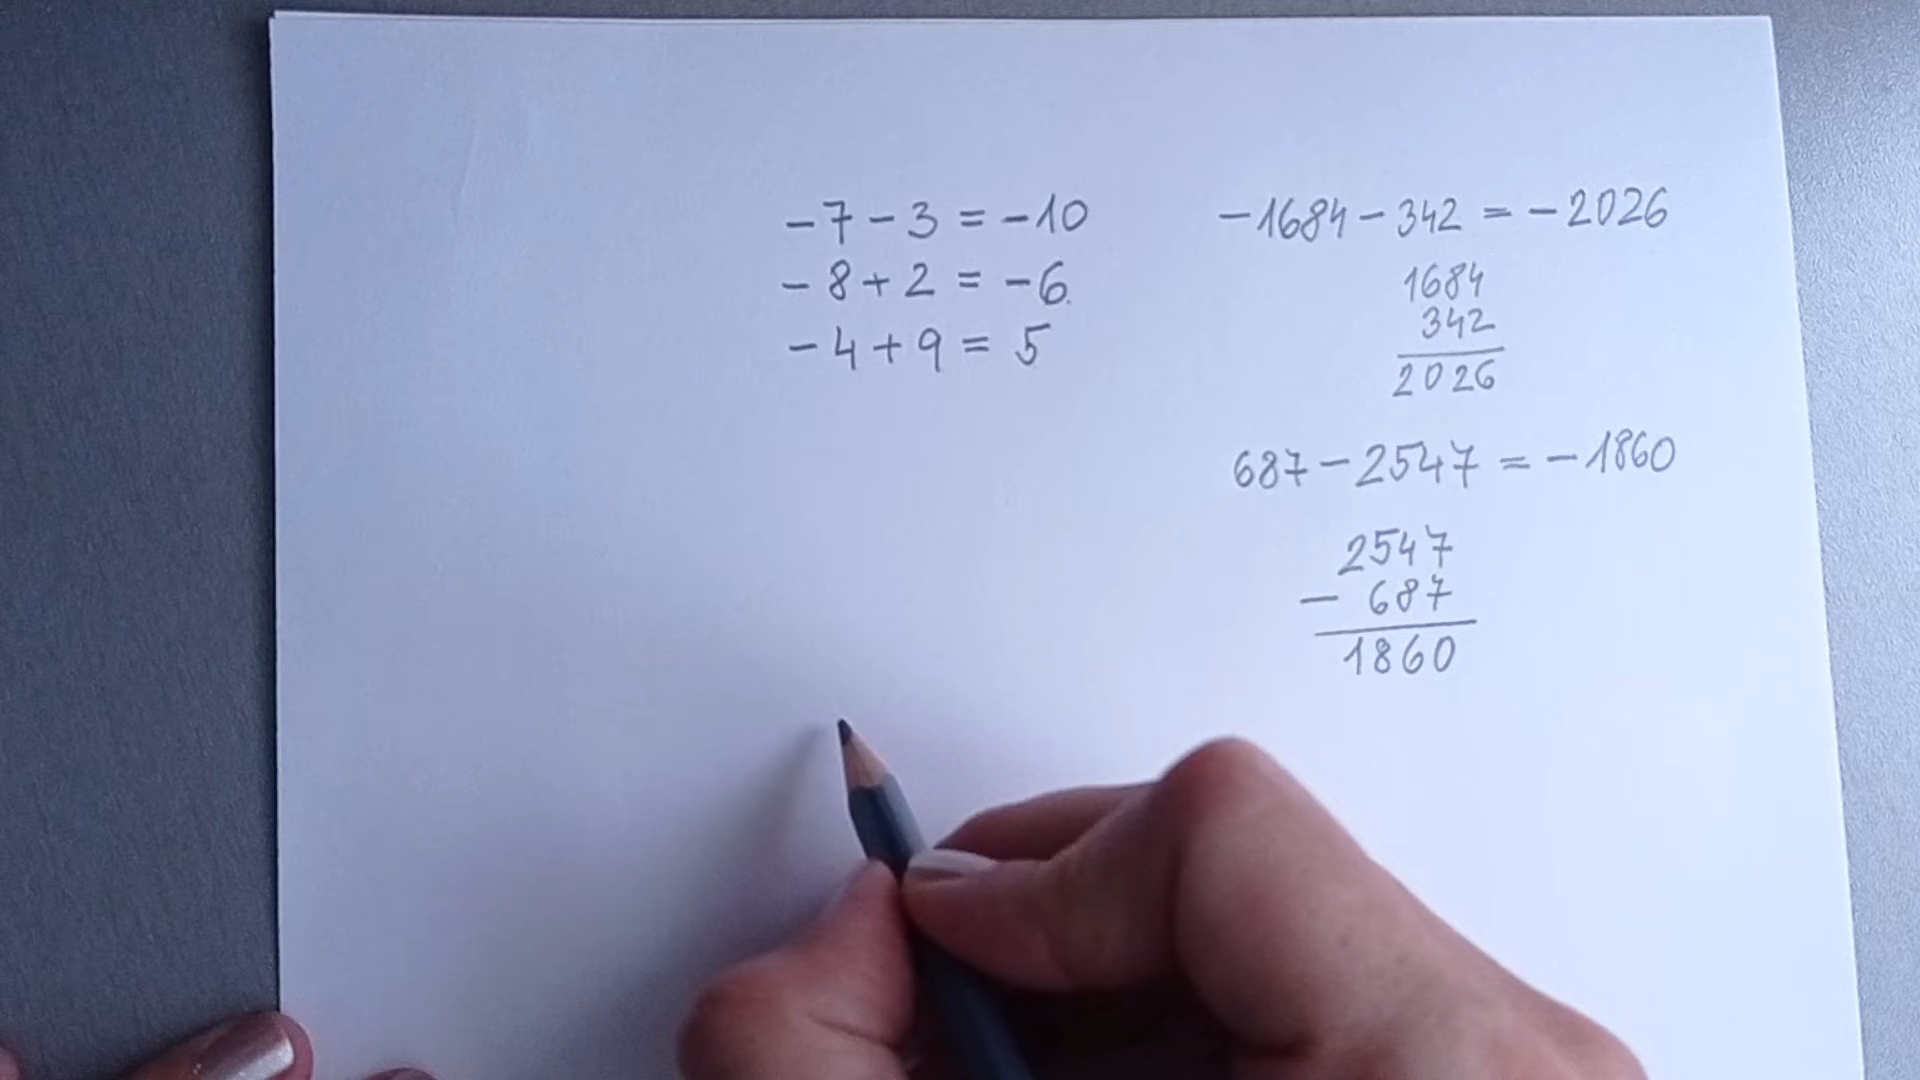 -7-3 = -10
-8+2 = -6.
-4+9 = 5
-1684-342 = -2026
1684
342
2026
687-2547 = -1860
2547
- 687
1860